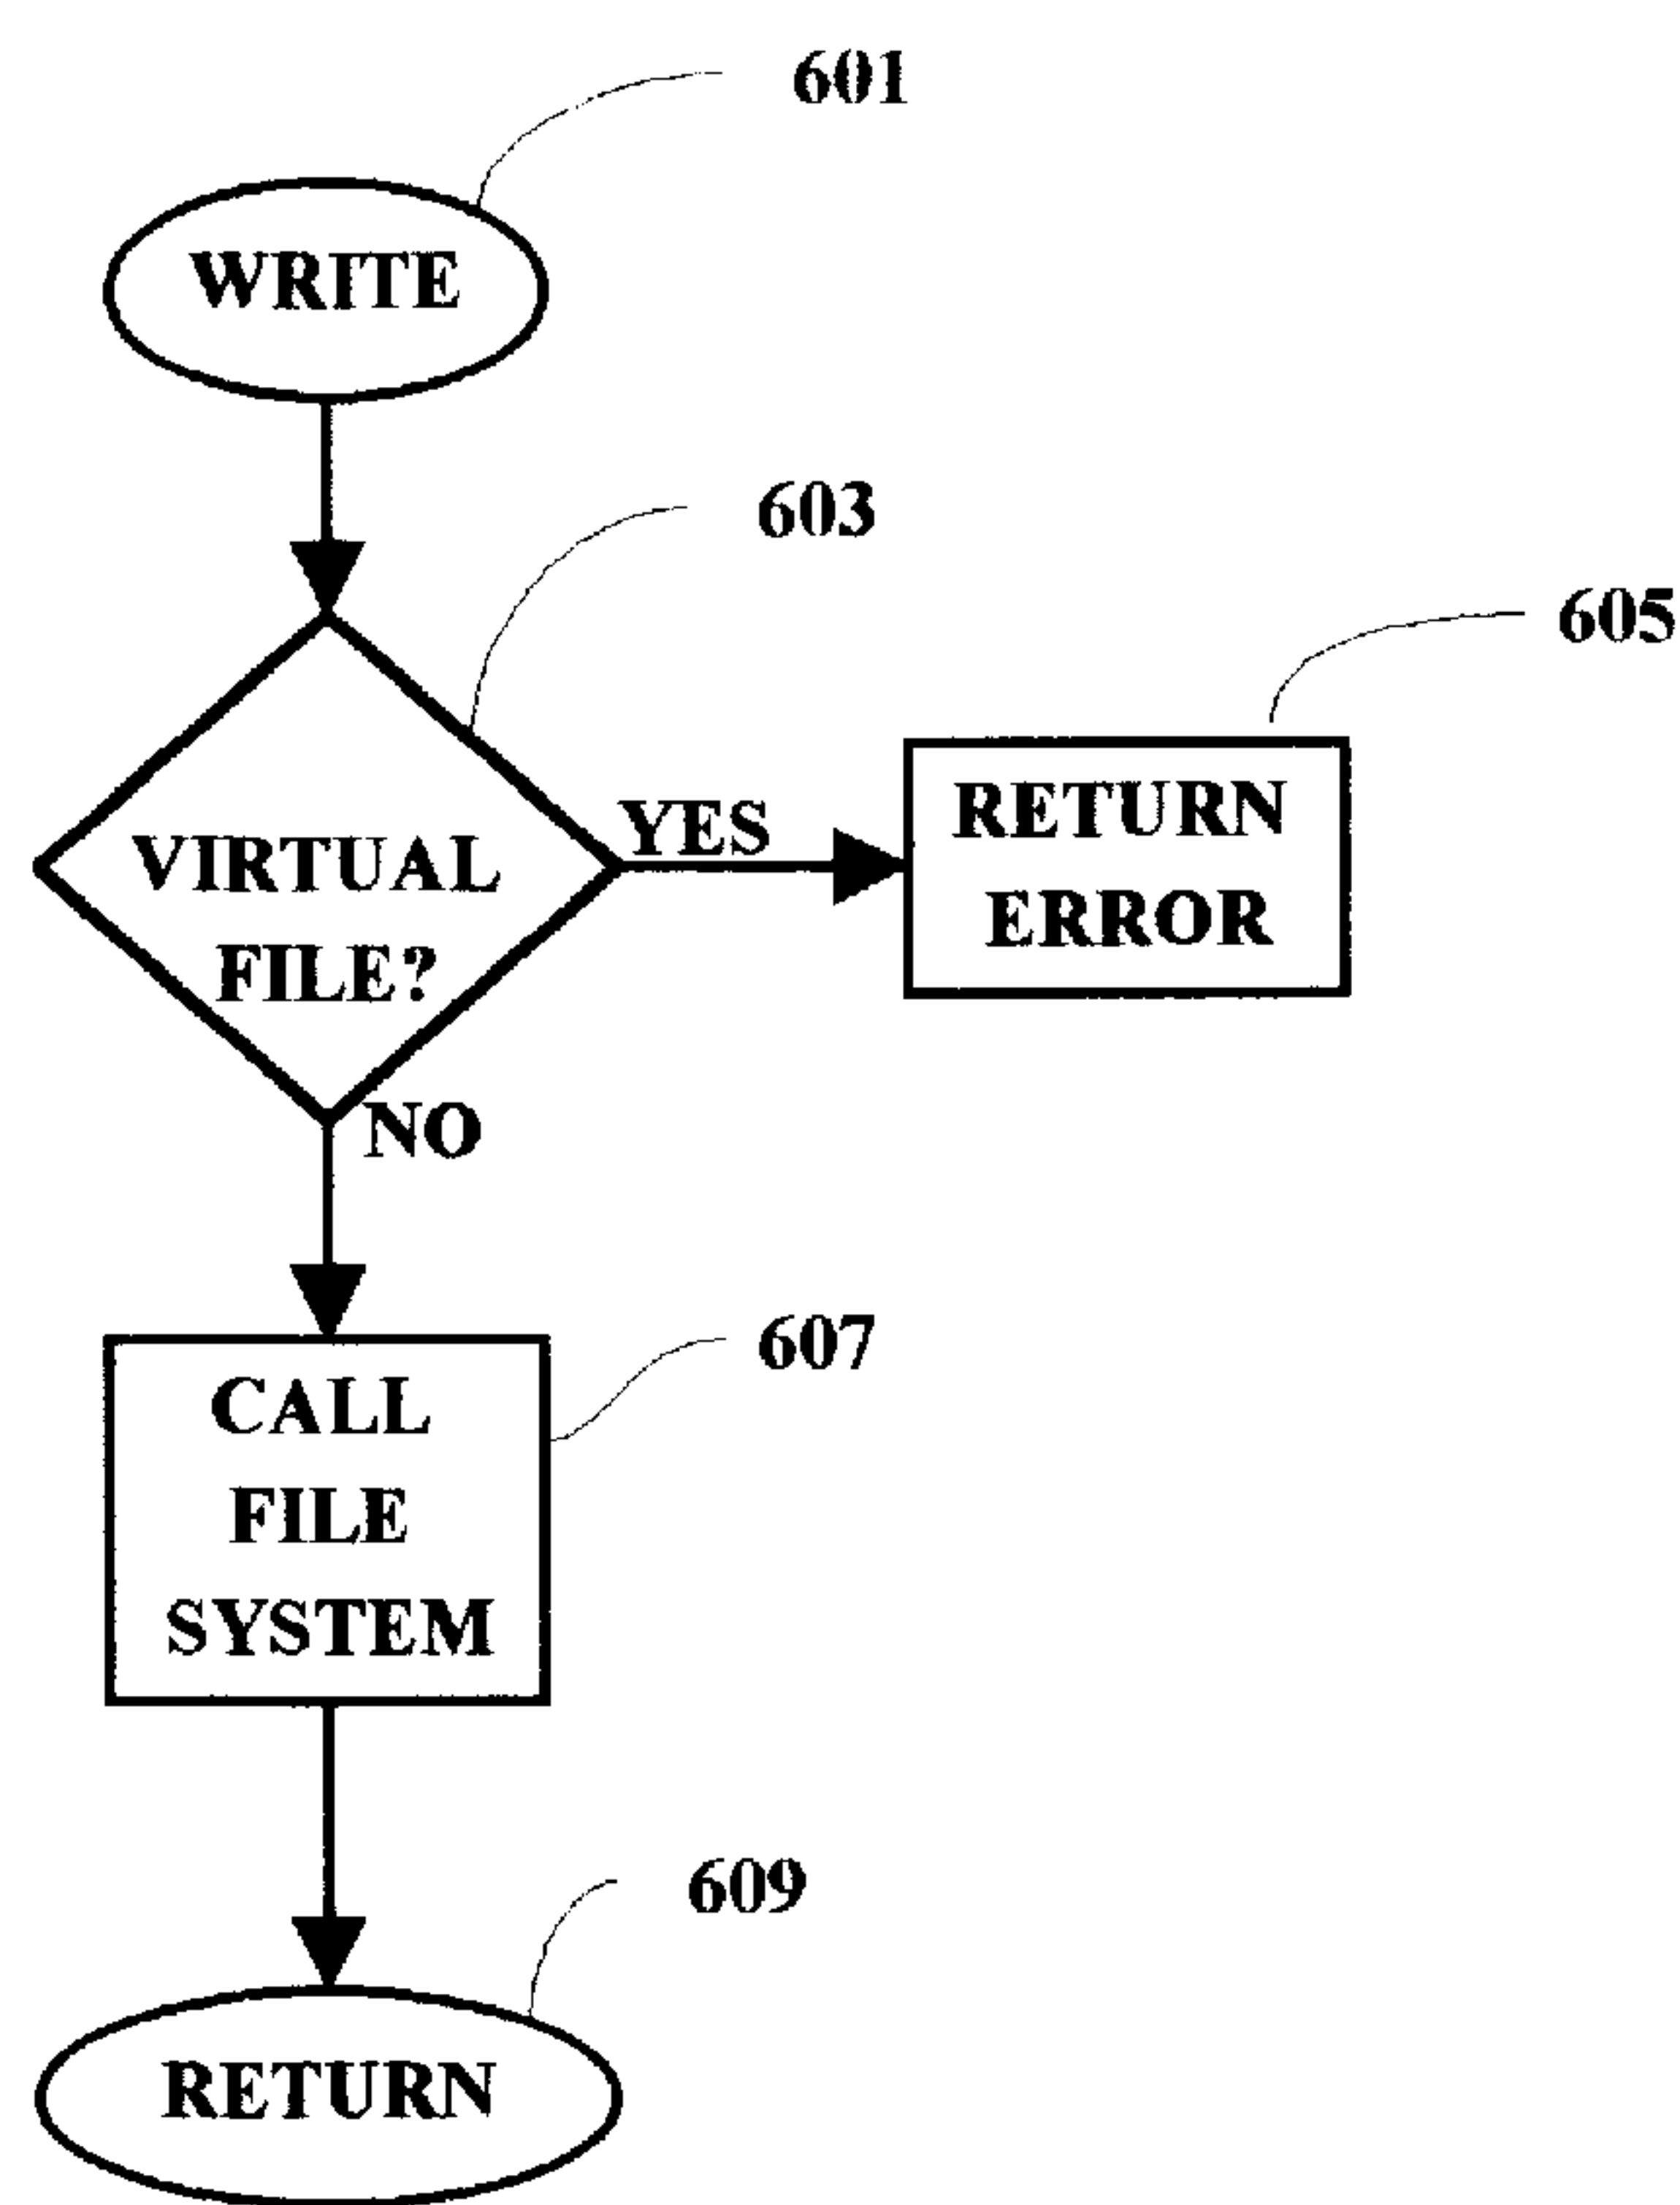 601
WRITE
603
605
VIRTUAL
FILE?
YES
RETURN
ERROR
NO
607
CALL
FILE
SYSTEM
609
RETURN